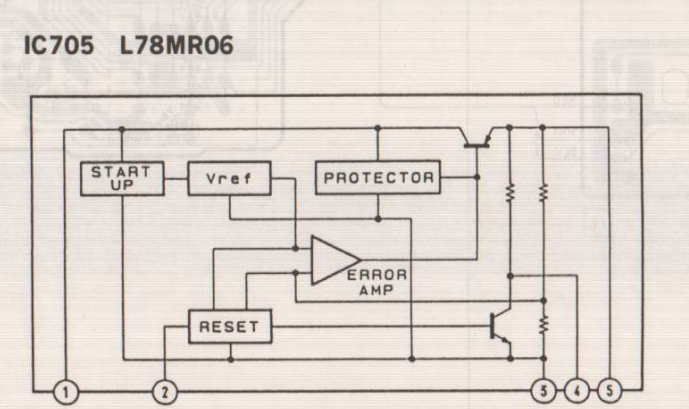 IC705 L78MR06
START
UP
Vref
PROTECTOR
ERROR
AMP
RESET
1 2 3 4 5